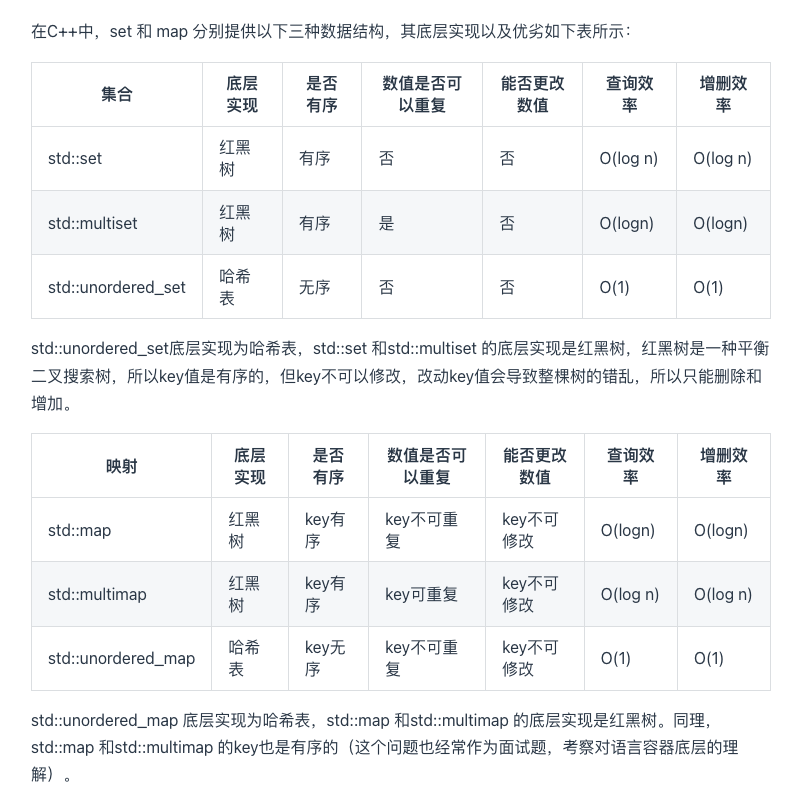 在C++中，set 和 map 分别提供以下三种数据结构，其底层实现以及优劣如下表所示：
集合 底层实现 是否有序 数值是否可以重复 能否更改数值 查询效率 增删效率
std::set 红黑树 有序 否 否 O(log n) O(log n)
std::multiset 红黑树 有序 是 否 O(logn) O(logn)
std::unordered_set 哈希表 无序 否 否 O(1) O(1)
std::unordered_set底层实现为哈希表，std::set 和std::multiset 的底层实现是红黑树，红黑树是一种平衡
二叉搜索树，所以key值是有序的，但key不可以修改，改动key值会导致整棵树的错乱，所以只能删除和
增加。
映射 底层实现 是否有序 数值是否可以重复 能否更改数值 查询效率 增删效率
std::map 红黑树 key有序 key不可重复 key不可修改 O(logn) O(logn)
std::multimap 红黑树 key有序 key可重复 key不可修改 O(log n) O(log n)
std::unordered_map 哈希表 key无序 key不可重复 key不可修改 O(1) O(1)
std::unordered_map 底层实现为哈希表，std::map 和std::multimap 的底层实现是红黑树。同理，
std::map 和std::multimap 的key也是有序的（这个问题也经常作为面试题，考察对语言容器底层的理
解）。